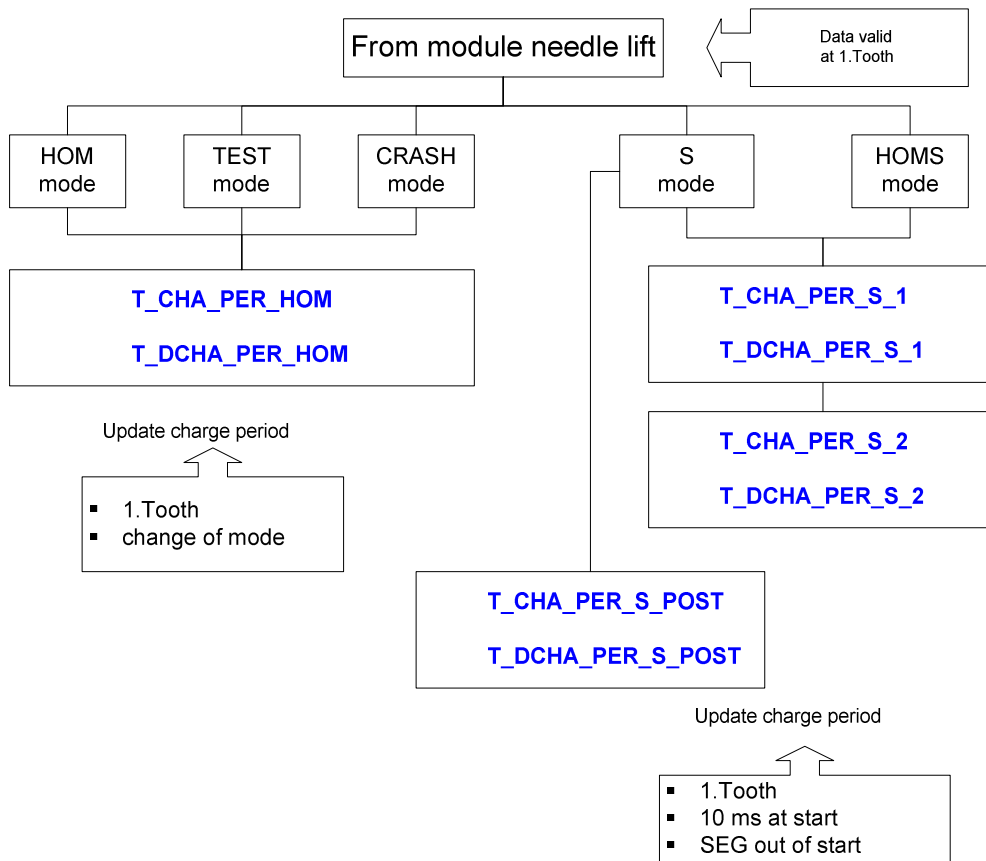 From module needle lift
Data valid
at 1.Tooth
HOM
mode
TEST
mode
CRASH
mode
S
mode
HOMS
mode
T_CHA_PER_HOM
T_DCHA_PER_HOM
T_CHA_PER_S_1
T_DCHA_PER_S_1
T_CHA_PER_S_2
T_DCHA_PER_S_2
Update charge period
▪ 1.Tooth
▪ change of mode
T_CHA_PER_S_POST
T_DCHA_PER_S_POST
Update charge period
▪ 1.Tooth
▪ 10 ms at start
▪ SEG out of start